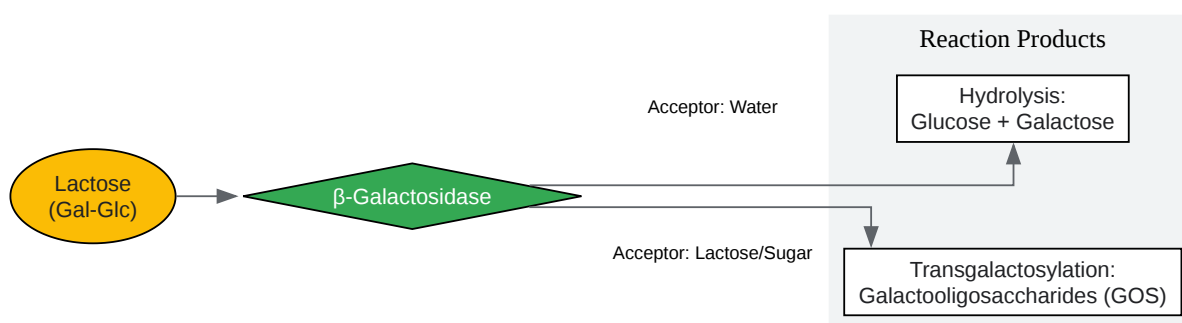 Reaction Products
Hydrolysis:
Glucose + Galactose
Acceptor: Water
Lactose
(Gal-Glc)
β-Galactosidase
Acceptor: Lactose/Sugar
Transgalactosylation:
Galactooligosaccharides (GOS)